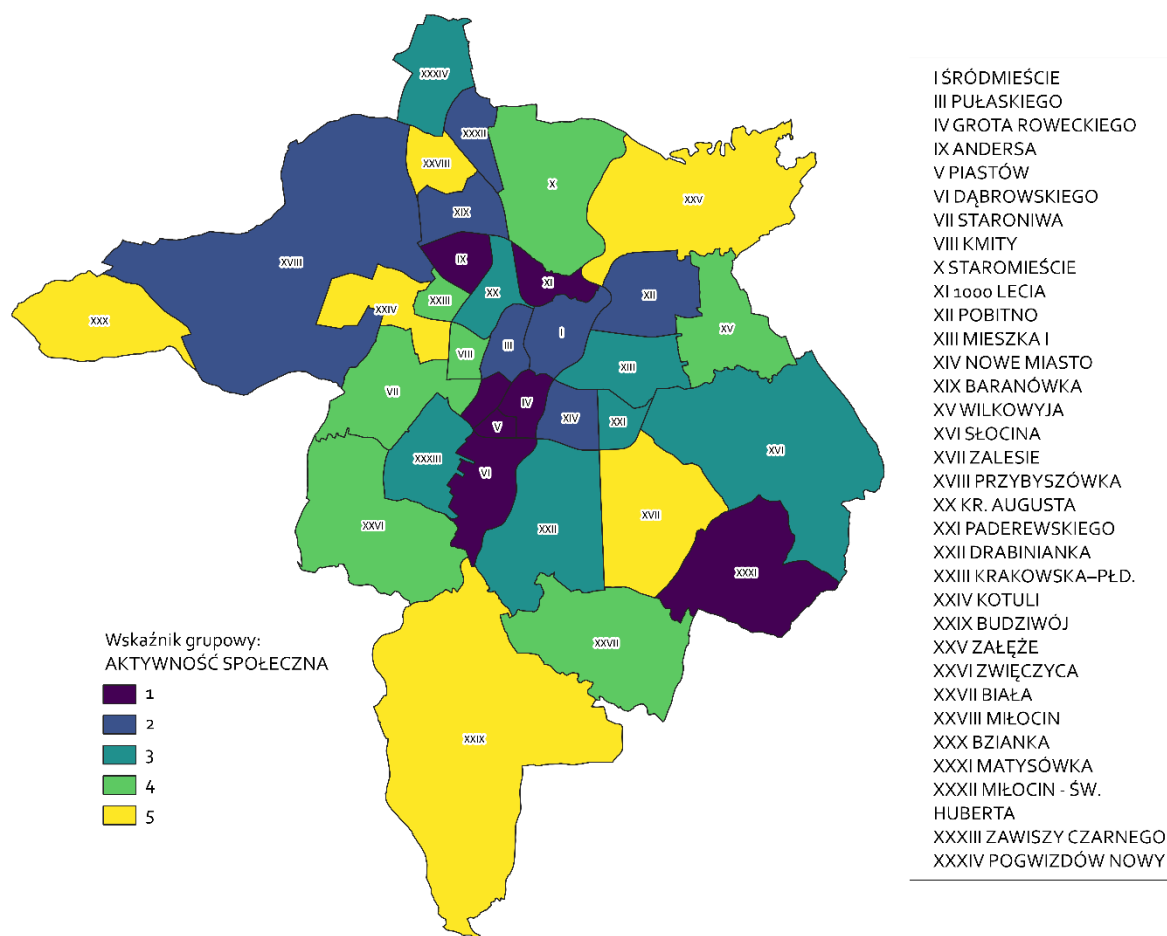 XXXIV
XXXII
XXVIII
X
XXV
XIX
IX
XVIII
XI
XII
XX
XXIII
XXIV
XXX
I
XV
III
VIII
XIII
VII
IV
XIV
XXI
V
XXXIII
XVI
VI
XXVI
XXII
XVII
XXXI
XXVII
XXIX
Wskaźnik grupowy:
AKTYWNOŚĆ SPOŁECZNA
1
2
3
4
5
I ŚRÓDMIEŚCIE
III PUŁASKIEGO
IV GROTA ROWECKIEGO
IX ANDERSA
V PIASTÓW
VI DĄBROWSKIEGO
VII STARONIWA
VIII KMITY
X STAROMIEŚCIE
XI 1000 LECIA
XII POBITNO
XIII MIESZKA I
XIV NOWE MIASTO
XIX BARANÓWKA
XV WILKOWYJA
XVI SŁOCINA
XVII ZALESIE
XVIII PRZYBYSZÓWKA
XX KR. AUGUSTA
XXI PADEREWSKIEGO
XXII DRABINIANKA
XXIII KRAKOWSKA–PŁD.
XXIV KOTULI
XXIX BUDZIWÓJ
XXV ZAŁĘŻE
XXVI ZWIĘCZYCA
XXVII BIAŁA
XXVIII MIŁOCIN
XXX BZIANKA
XXXI MATYSÓWKA
XXXII MIŁOCIN - ŚW.
HUBERTA
XXXIII ZAWISZY CZARNEGO
XXXIV POGWIZDÓW NOWY